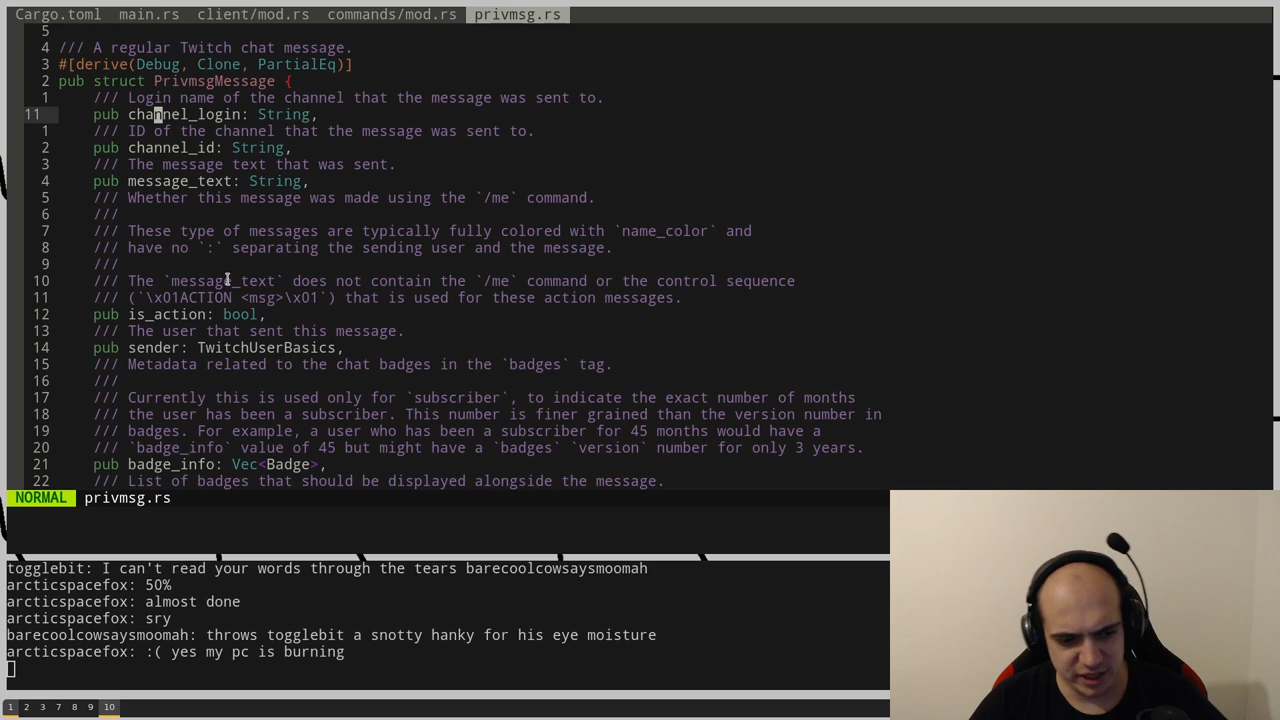 Cargo.toml main.rs client/mod.rs commands/mod.rs privmsg.rs
5
4 /// A regular Twitch chat message.
3 #[derive(Debug, Clone, PartialEq)]
2 pub struct PrivmsgMessage {
1 /// Login name of the channel that the message was sent to.
11 pub channel_login: String,
1 /// ID of the channel that the message was sent to.
2 pub channel_id: String,
3 /// The message text that was sent.
4 pub message_text: String,
5 /// Whether this message was made using the `/me` command.
6 ///
7 /// These type of messages are typically fully colored with `name_color` and
8 /// have no `:` separating the sending user and the message.
9 ///
10 /// The `message_text` does not contain the `/me` command or the control sequence
11 /// (`\x01ACTION <msg>\x01`) that is used for these action messages.
12 pub is_action: bool,
13 /// The user that sent this message.
14 pub sender: TwitchUserBasics,
15 /// Metadata related to the chat badges in the `badges` tag.
16 ///
17 /// Currently this is used only for `subscriber`, to indicate the exact number of months
18 /// the user has been a subscriber. This number is finer grained than the version number in
19 /// badges. For example, a user who has been a subscriber for 45 months would have a
20 /// `badge_info` value of 45 but might have a `badges` `version` number for only 3 years.
21 pub badge_info: Vec<Badge>,
22 /// List of badges that should be displayed alongside the message.
NORMAL privmsg.rs
togglebit: I can't read your words through the tears barecoolcowsaysmoomah
arcticspacefox: 50%
arcticspacefox: almost done
arcticspacefox: sry
barecoolcowsaysmoomah: throws togglebit a snotty hanky for his eye moisture
arcticspacefox: :( yes my pc is burning
1 2 3 7 8 9 10